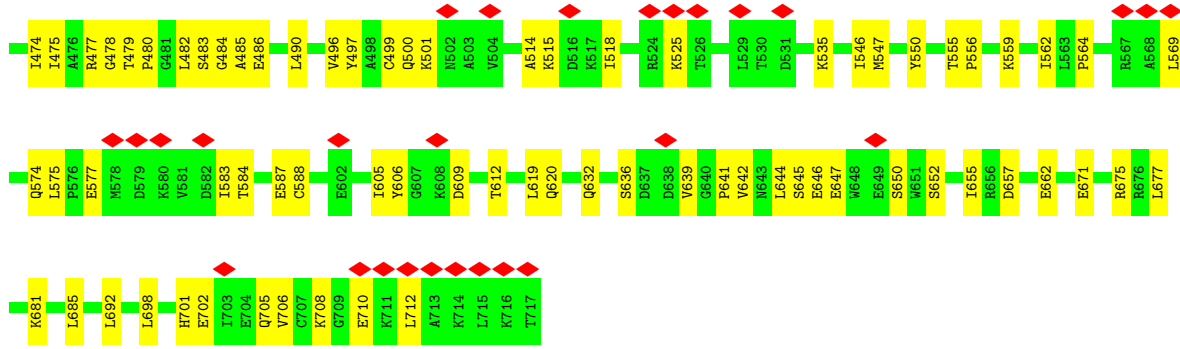 I474 I475 A476 R477 G478 T479 P480 G481 L482 S483 G484 A485 E486 L490 V496 Y497 A498 C499 Q500 K501 N502 A503 V504 A514 K515 D516 K517 I518 R524 K525 T526 L529 T530 D531 K535 I546 M547 Y550 T555 P556 K559 I562 L563 P564 R567 A568 L569
Q574 L575 P576 E577 M578 D579 K580 V581 D582 I583 T584 E587 C588 E602 I605 Y606 G607 K608 D609 T612 L619 Q620 Q632 S636 D637 D638 V639 G640 P641 V642 N643 L644 S645 E646 E647 W648 E649 S650 W651 S652 I655 R656 D657 E662 E671 R675 R676 L677
K681 L685 L692 L698 H701 E702 I703 E704 Q705 V706 C707 K708 G709 E710 K711 L712 A713 K714 L715 K716 T717